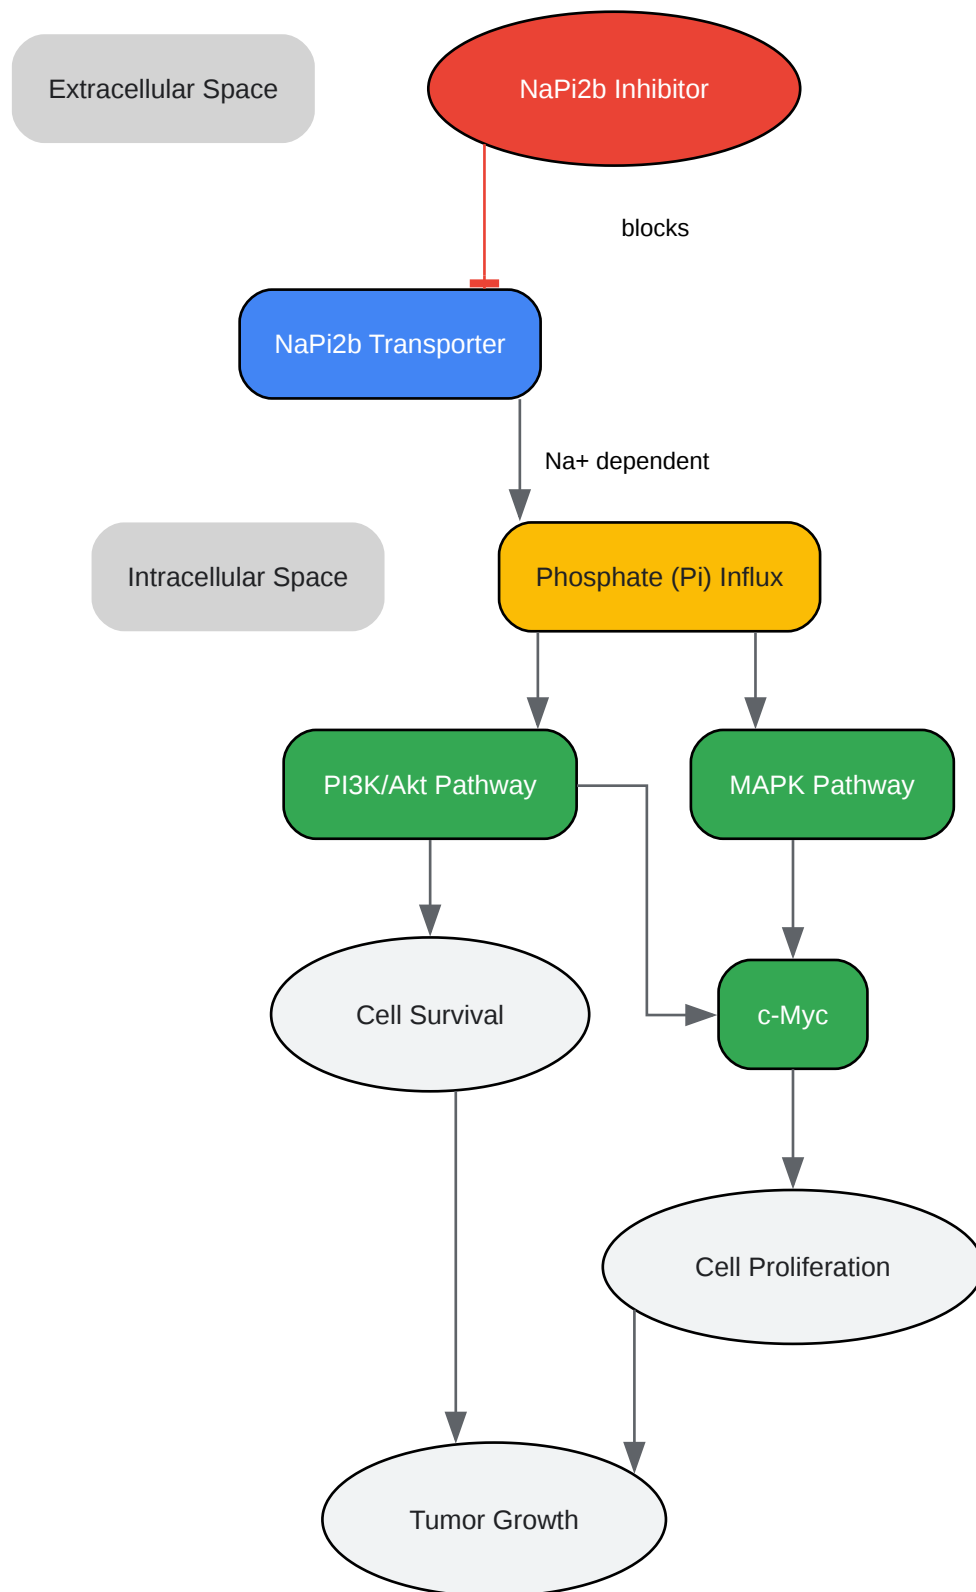 Extracellular Space
NaPi2b Inhibitor
blocks
NaPi2b Transporter
Na+ dependent
Intracellular Space
Phosphate (Pi) Influx
PI3K/Akt Pathway
MAPK Pathway
Cell Survival
c-Myc
Cell Proliferation
Tumor Growth